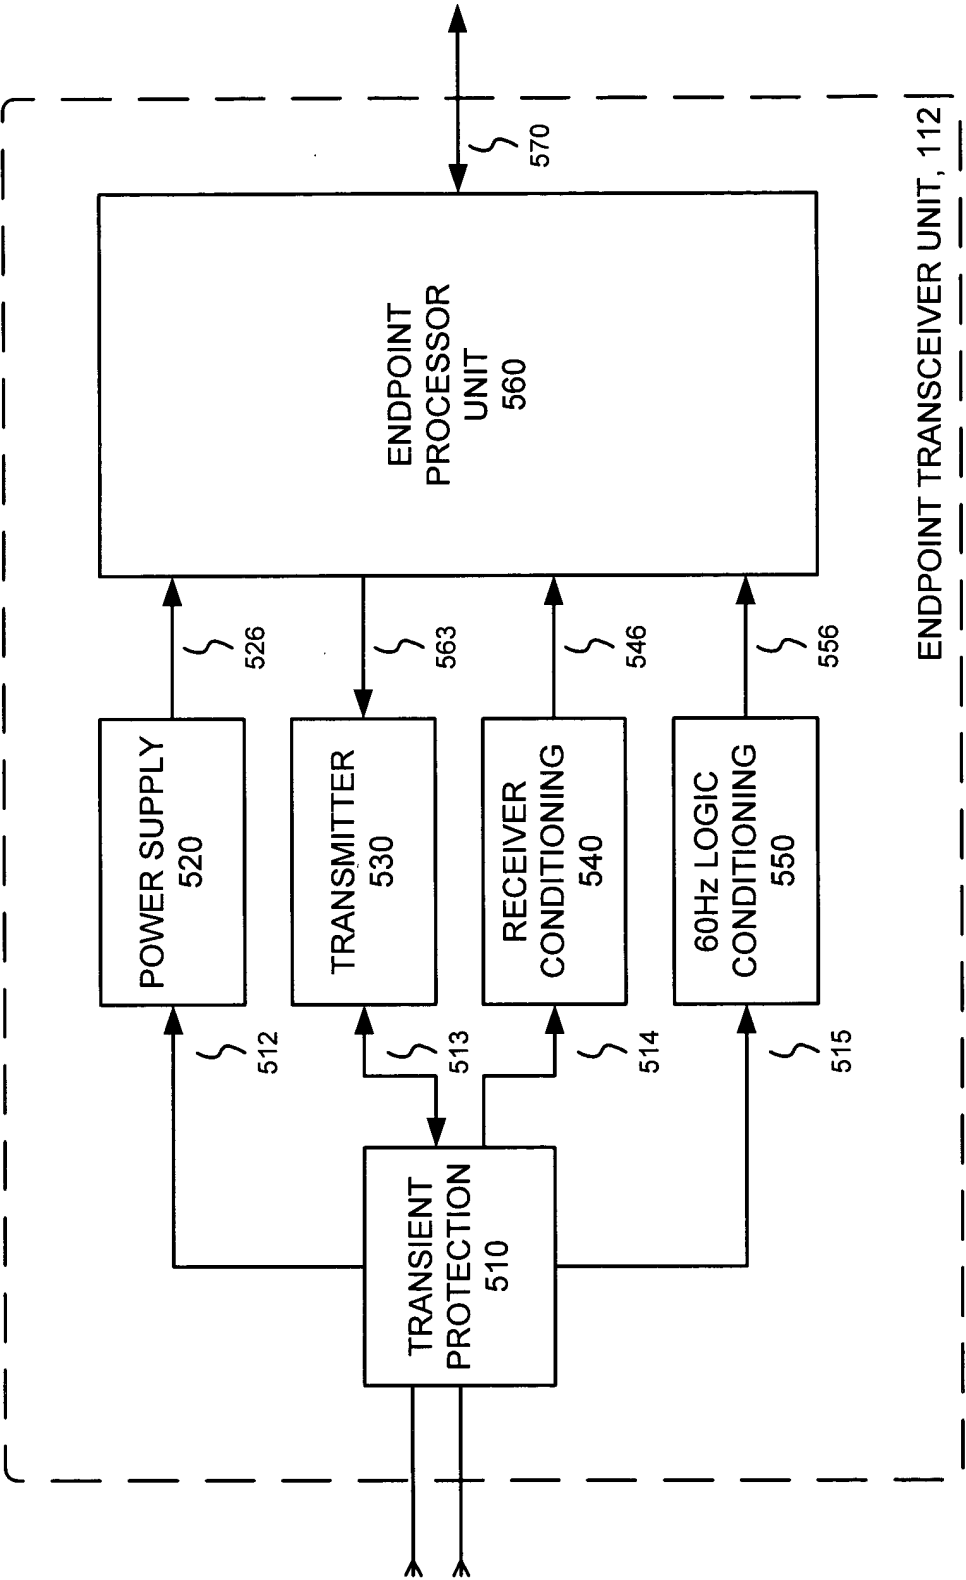 TRANSIENT
PROTECTION
510
512
513
514
515
POWER SUPPLY
520
TRANSMITTER
530
RECEIVER
CONDITIONING
540
60Hz LOGIC
CONDITIONING
550
526
563
546
556
ENDPOINT
PROCESSOR
UNIT
560
570
ENDPOINT TRANSCEIVER UNIT, 112